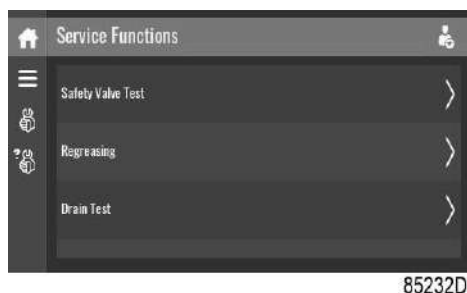 Service Functions
Safety Valve Test
Regreasing
Drain Test
85232D